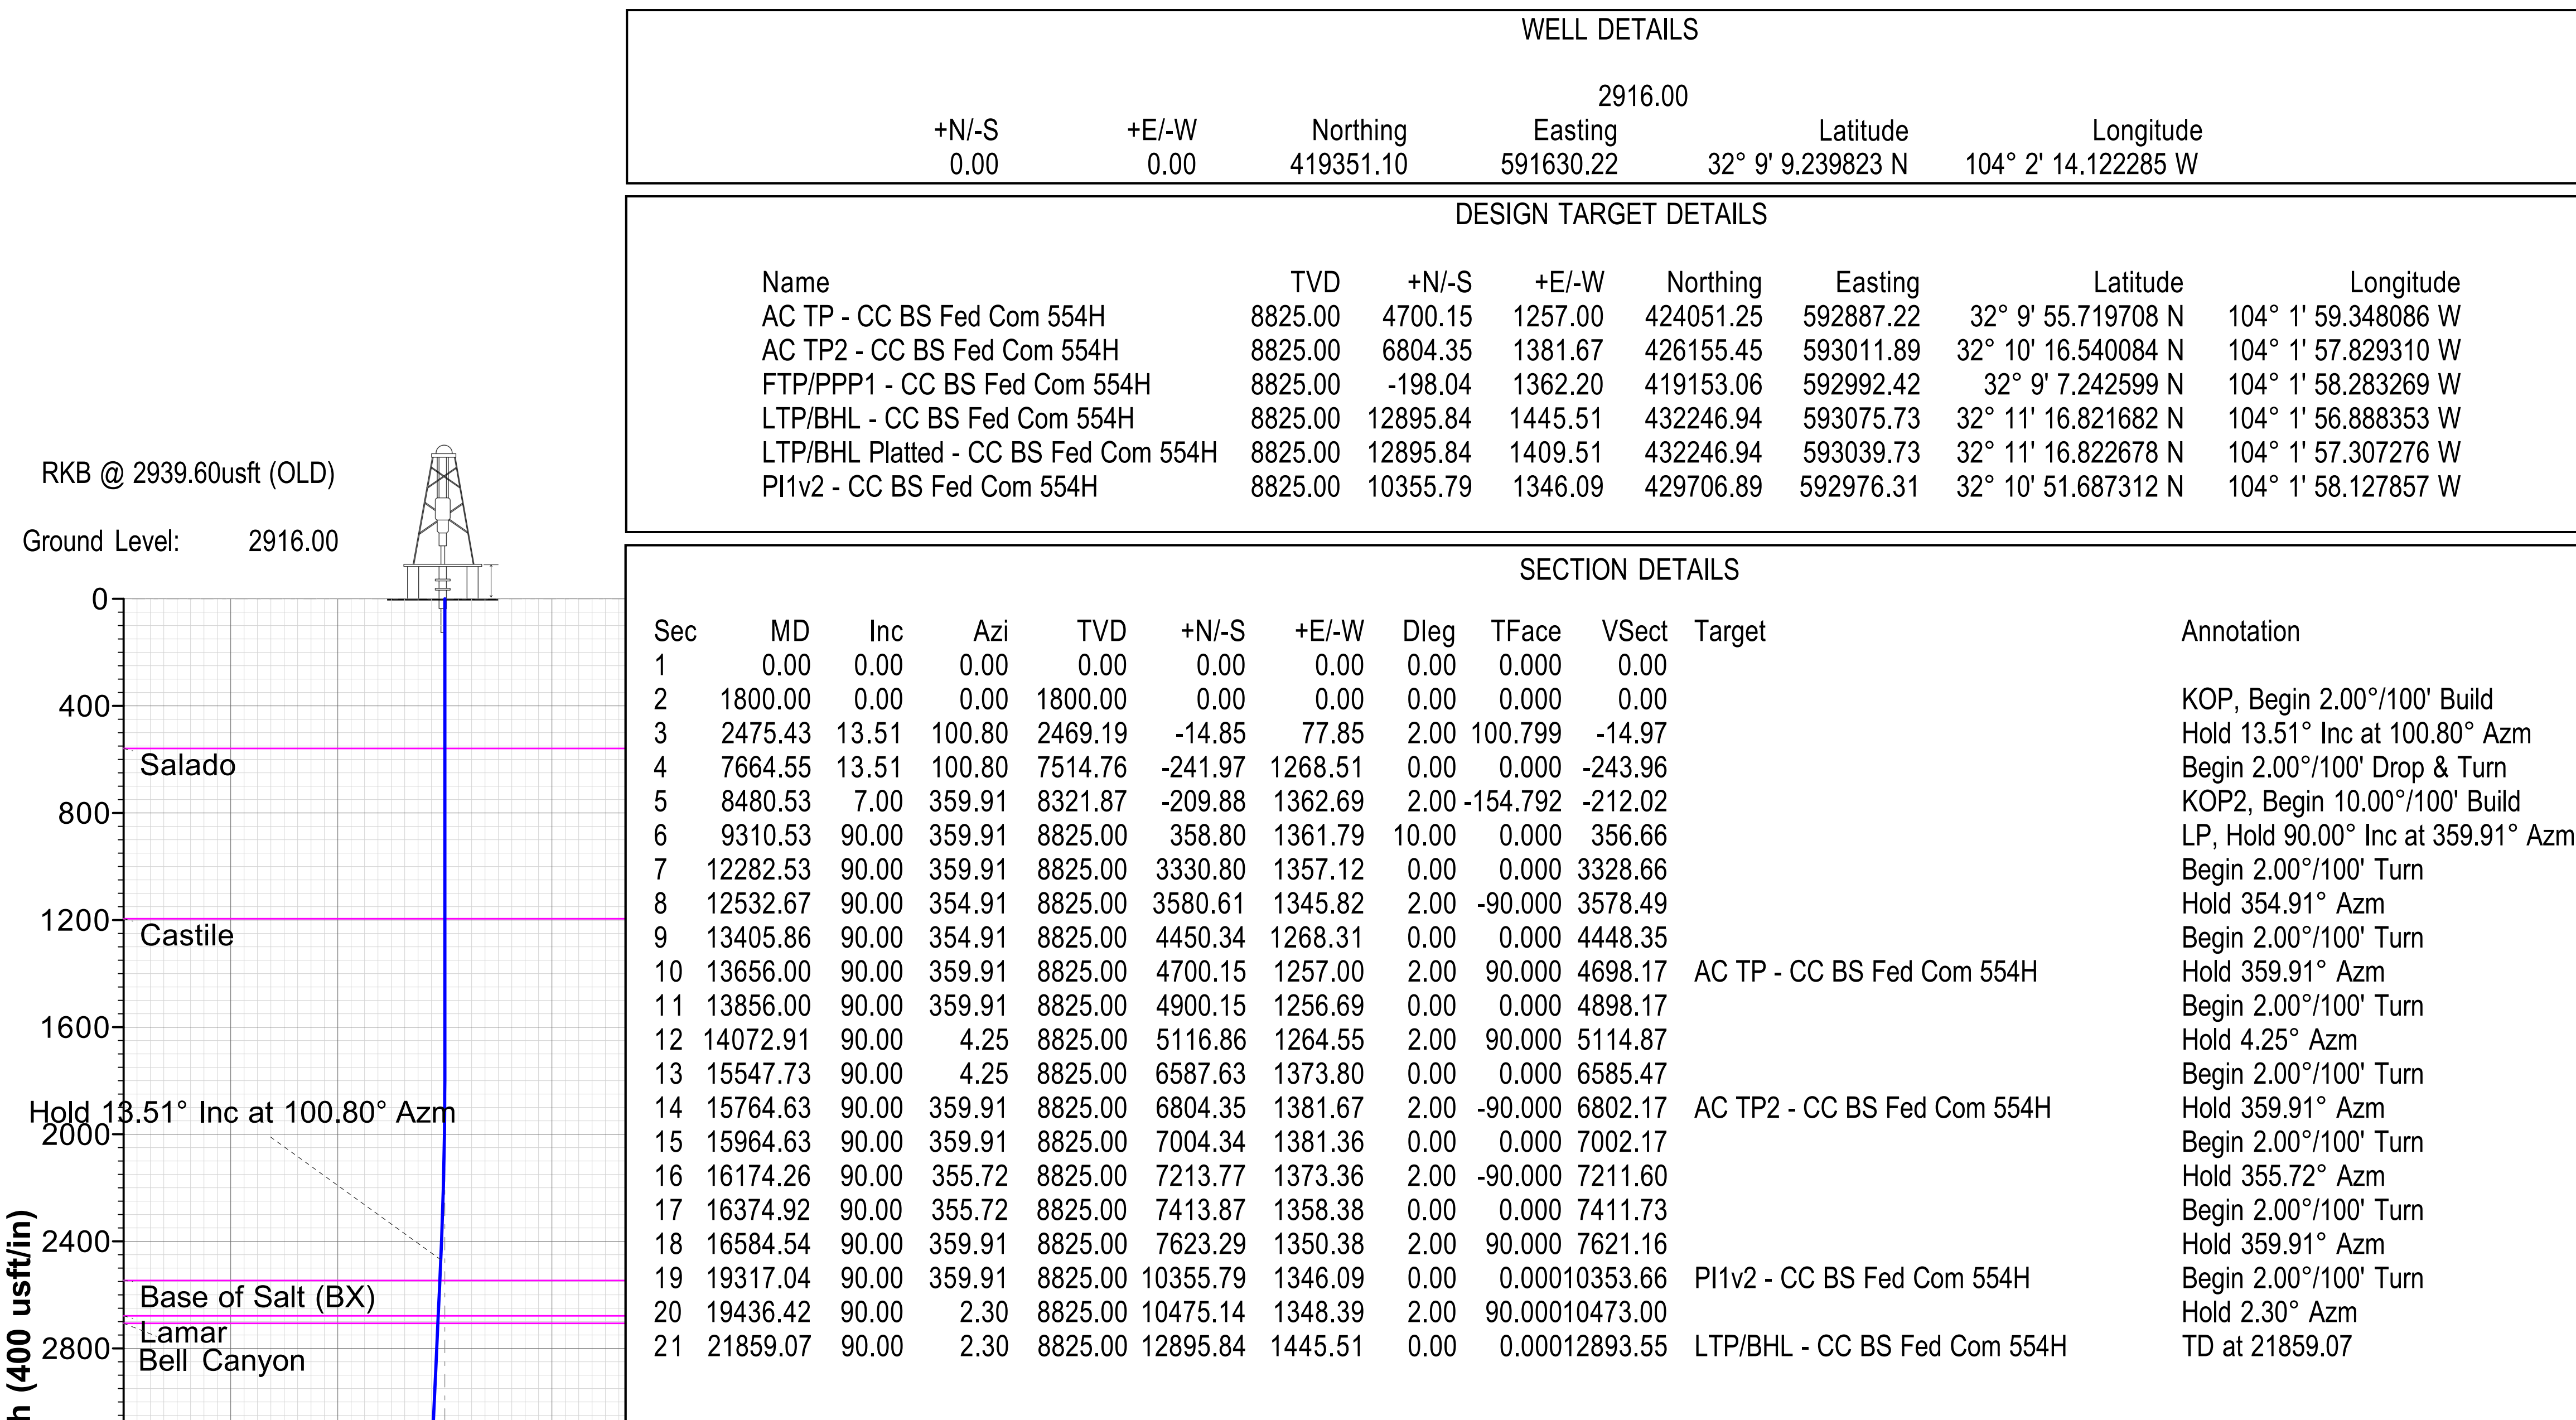 WELL DETAILS
2916.00
+N/-S +E/-W Northing Easting Latitude Longitude
0.00 0.00 419351.10 591630.22 32° 9' 9.239823 N 104° 2' 14.122285 W
DESIGN TARGET DETAILS
Name TVD +N/-S +E/-W Northing Easting Latitude Longitude
AC TP - CC BS Fed Com 554H 8825.00 4700.15 1257.00 424051.25 592887.22 32° 9' 55.719708 N 104° 1' 59.348086 W
AC TP2 - CC BS Fed Com 554H 8825.00 6804.35 1381.67 426155.45 593011.89 32° 10' 16.540084 N 104° 1' 57.829310 W
FTP/PPP1 - CC BS Fed Com 554H 8825.00 -198.04 1362.20 419153.06 592992.42 32° 9' 7.242599 N 104° 1' 58.283269 W
LTP/BHL - CC BS Fed Com 554H 8825.00 12895.84 1445.51 432246.94 593075.73 32° 11' 16.821682 N 104° 1' 56.888353 W
LTP/BHL Platted - CC BS Fed Com 554H 8825.00 12895.84 1409.51 432246.94 593039.73 32° 11' 16.822678 N 104° 1' 57.307276 W
PI1v2 - CC BS Fed Com 554H 8825.00 10355.79 1346.09 429706.89 592976.31 32° 10' 51.687312 N 104° 1' 58.127857 W
RKB @ 2939.60usft (OLD)
Ground Level: 2916.00
SECTION DETAILS
Sec MD Inc Azi TVD +N/-S +E/-W Dleg TFace VSect Target Annotation
1 0.00 0.00 0.00 0.00 0.00 0.00 0.00 0.000 0.00
2 1800.00 0.00 0.00 1800.00 0.00 0.00 0.00 0.000 0.00 KOP, Begin 2.00°/100' Build
3 2475.43 13.51 100.80 2469.19 -14.85 77.85 2.00 100.799 -14.97 Hold 13.51° Inc at 100.80° Azm
4 7664.55 13.51 100.80 7514.76 -241.97 1268.51 0.00 0.000 -243.96 Begin 2.00°/100' Drop & Turn
5 8480.53 7.00 359.91 8321.87 -209.88 1362.69 2.00 -154.792 -212.02 KOP2, Begin 10.00°/100' Build
6 9310.53 90.00 359.91 8825.00 358.80 1361.79 10.00 0.000 356.66 LP, Hold 90.00° Inc at 359.91° Azm
7 12282.53 90.00 359.91 8825.00 3330.80 1357.12 0.00 0.000 3328.66 Begin 2.00°/100' Turn
8 12532.67 90.00 354.91 8825.00 3580.61 1345.82 2.00 -90.000 3578.49 Hold 354.91° Azm
9 13405.86 90.00 354.91 8825.00 4450.34 1268.31 0.00 0.000 4448.35 Begin 2.00°/100' Turn
10 13656.00 90.00 359.91 8825.00 4700.15 1257.00 2.00 90.000 4698.17 AC TP - CC BS Fed Com 554H Hold 359.91° Azm
11 13856.00 90.00 359.91 8825.00 4900.15 1256.69 0.00 0.000 4898.17 Begin 2.00°/100' Turn
12 14072.91 90.00 4.25 8825.00 5116.86 1264.55 2.00 90.000 5114.87 Hold 4.25° Azm
13 15547.73 90.00 4.25 8825.00 6587.63 1373.80 0.00 0.000 6585.47 Begin 2.00°/100' Turn
14 15764.63 90.00 359.91 8825.00 6804.35 1381.67 2.00 -90.000 6802.17 AC TP2 - CC BS Fed Com 554H Hold 359.91° Azm
15 15964.63 90.00 359.91 8825.00 7004.34 1381.36 0.00 0.000 7002.17 Begin 2.00°/100' Turn
16 16174.26 90.00 355.72 8825.00 7213.77 1373.36 2.00 -90.000 7211.60 Hold 355.72° Azm
17 16374.92 90.00 355.72 8825.00 7413.87 1358.38 0.00 0.000 7411.73 Begin 2.00°/100' Turn
18 16584.54 90.00 359.91 8825.00 7623.29 1350.38 2.00 90.000 7621.16 Hold 359.91° Azm
19 19317.04 90.00 359.91 8825.00 10355.79 1346.09 0.00 0.000 10353.66 PI1v2 - CC BS Fed Com 554H Begin 2.00°/100' Turn
20 19436.42 90.00 2.30 8825.00 10475.14 1348.39 2.00 90.000 10473.00 Hold 2.30° Azm
21 21859.07 90.00 2.30 8825.00 12895.84 1445.51 0.00 0.000 12893.55 LTP/BHL - CC BS Fed Com 554H TD at 21859.07
0
400
Salado
800
1200
Castile
1600
Hold 13.51° Inc at 100.80° Azm
2000
2400
Base of Salt (BX)
Lamar
2800
Bell Canyon
h (400 usft/in)